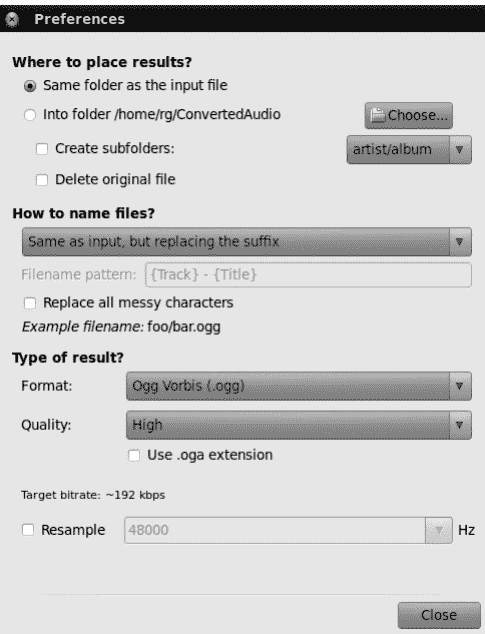 Preferences
Where to place results?
Same folder as the input file
Into folder /home/rg/ConvertedAudio Choose...
Create subfolders: artist/album
Delete original file
How to name files?
Same as input, but replacing the suffix
Filename pattern: {Track} - {Title}
Replace all messy characters
Example filename: foo/bar.ogg
Type of result?
Format: Ogg Vorbis (.ogg)
Quality: High
Use .oga extension
Target bitrate: ~192 kbps
Resample 48000 Hz
Close